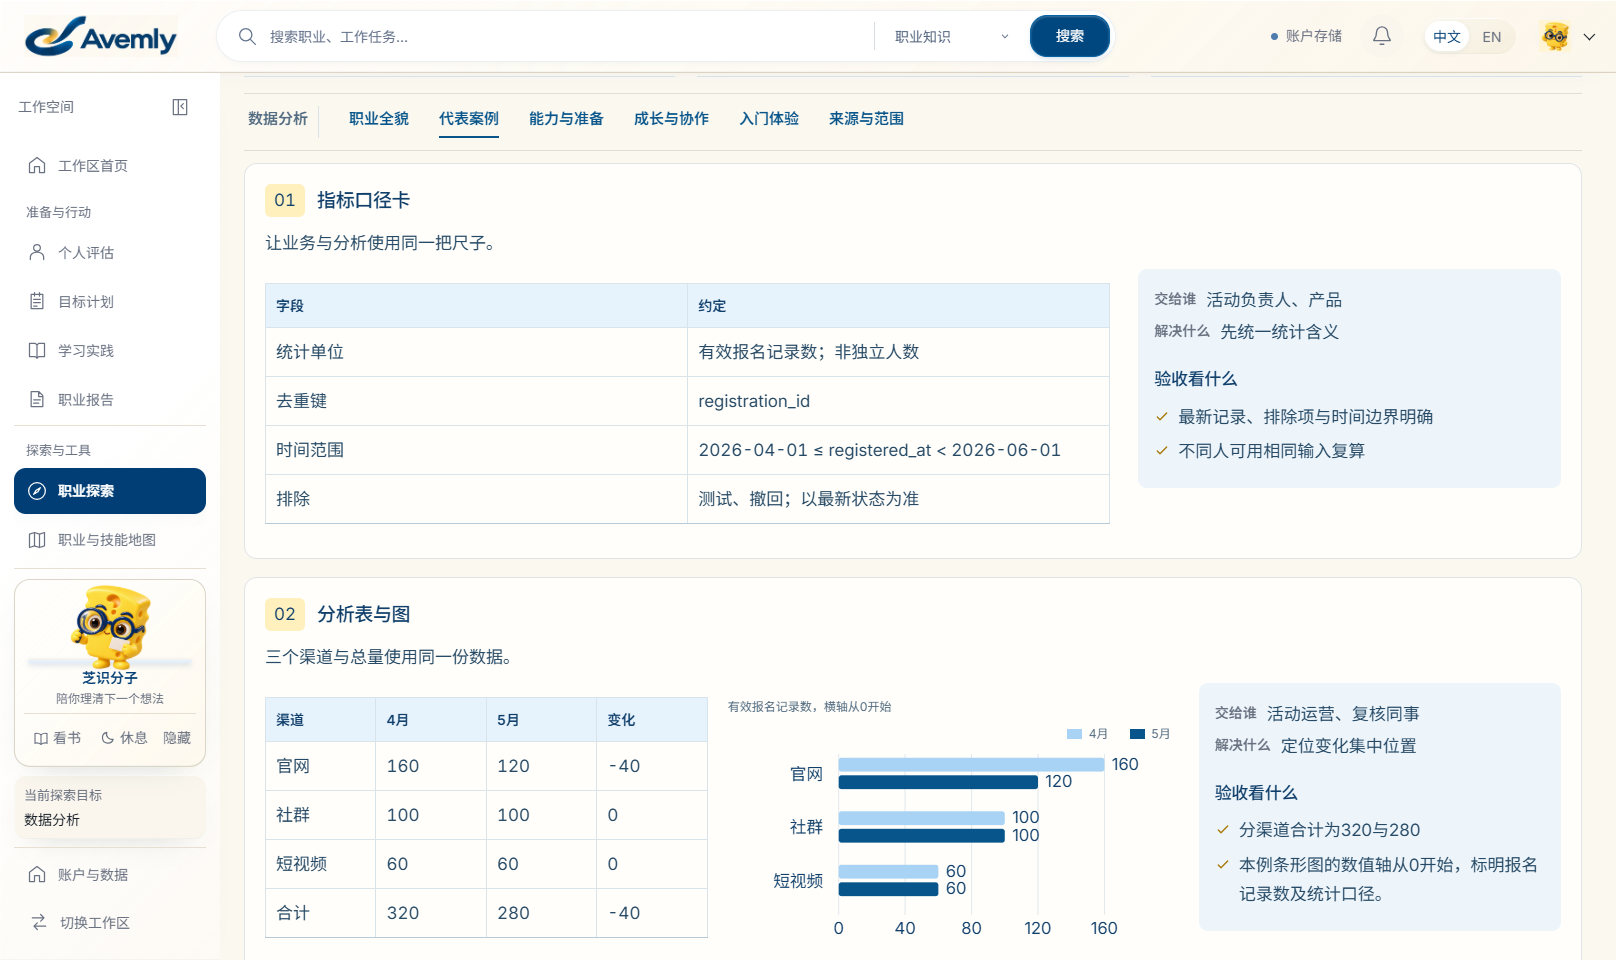 Avemly
搜索职业、工作任务...
职业知识
搜索
账户存储
中文
EN
工作空间
工作区首页
准备与行动
个人评估
目标计划
学习实践
职业报告
探索与工具
职业探索
职业与技能地图
芝识分子
陪你理清下一个想法
看书 休息 隐藏
当前探索目标
数据分析
账户与数据
切换工作区
数据分析 职业全貌 代表案例 能力与准备 成长与协作 入门体验 来源与范围
01 指标口径卡
让业务与分析使用同一把尺子。
字段 约定
统计单位 有效报名记录数；非独立人数
去重键 registration_id
时间范围 2026-04-01 ≤ registered_at < 2026-06-01
排除 测试、撤回；以最新状态为准
交给谁 活动负责人、产品
解决什么 先统一统计含义
验收看什么
最新记录、排除项与时间边界明确
不同人可用相同输入复算
02 分析表与图
三个渠道与总量使用同一份数据。
渠道 4月 5月 变化
官网 160 120 -40
社群 100 100 0
短视频 60 60 0
合计 320 280 -40
有效报名记录数，横轴从0开始
4月 5月
官网 160
120
社群 100
100
短视频 60
60
0 40 80 120 160
交给谁 活动运营、复核同事
解决什么 定位变化集中位置
验收看什么
分渠道合计为320与280
本例条形图的数值轴从0开始，标明报名
记录数及统计口径。